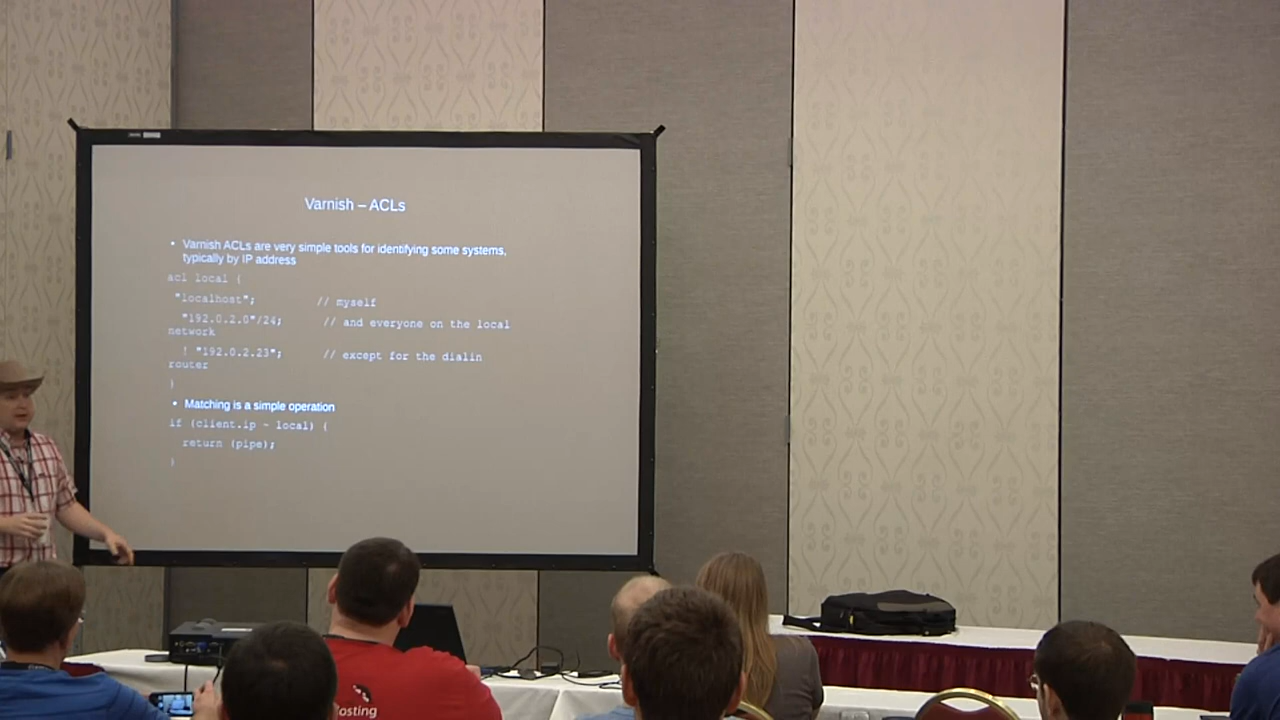 Varnish – ACLs
• Varnish ACLs are very simple tools for identifying some systems,
typically by IP address
acl local {
"localhost"; // myself
"192.0.2.0"/24; // and everyone on the local
network
! "192.0.2.23"; // except for the dialin
router
}
• Matching is a simple operation
if (client.ip ~ local) {
return (pipe);
}
Hosting